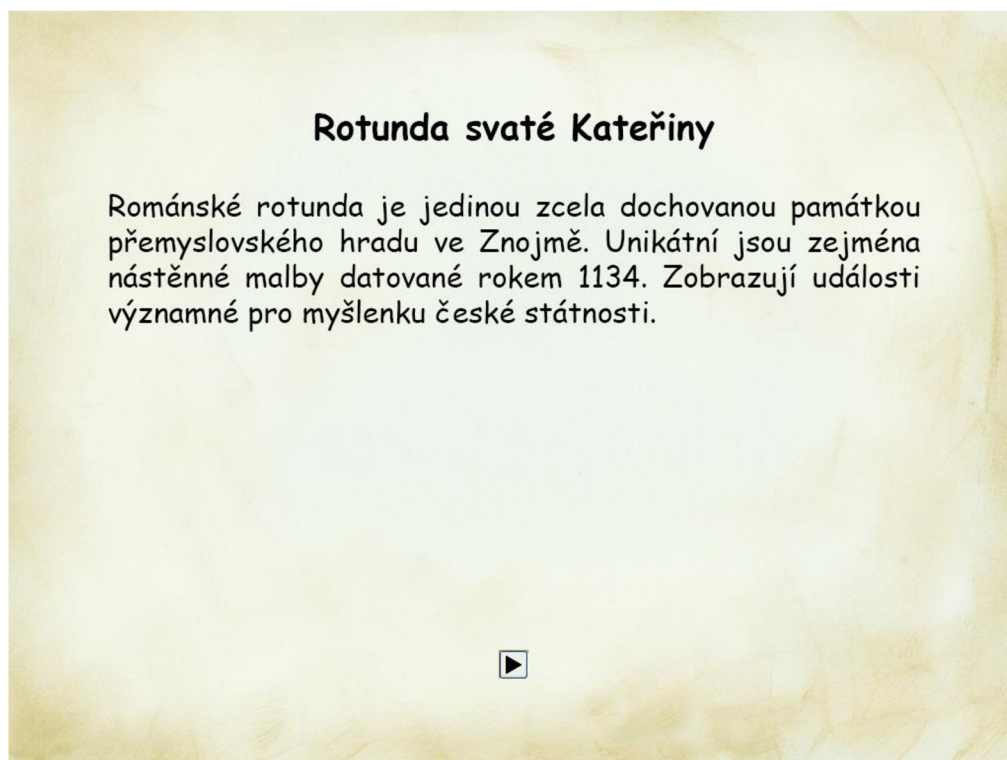 Rotunda svaté Kateřiny
Románské rotunda je jedinou zcela dochovanou památkou
přemyslovského hradu ve Znojmě. Unikátní jsou zejména
nástěnné malby datované rokem 1134. Zobrazují události
významné pro myšlenku české státnosti.